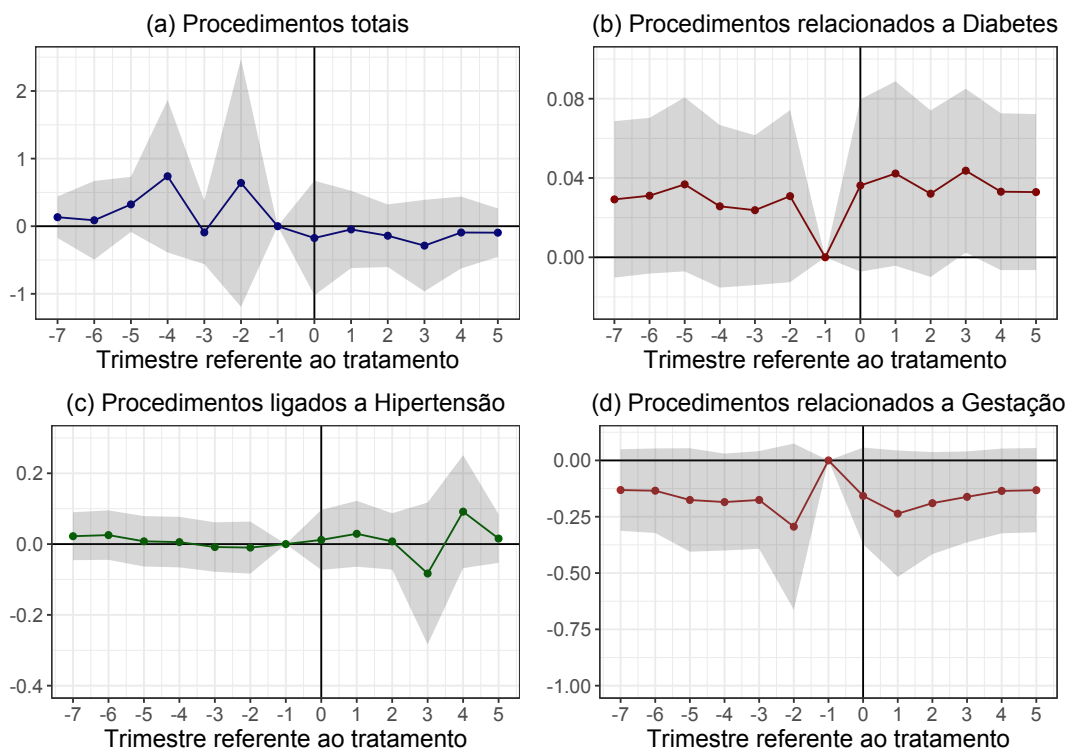 (a) Procedimentos totais
2
1
0
-1
-7 -6 -5 -4 -3 -2 -1 0 1 2 3 4 5
Trimestre referente ao tratamento
(b) Procedimentos relacionados a Diabetes
0.08
0.04
0.00
-7 -6 -5 -4 -3 -2 -1 0 1 2 3 4 5
Trimestre referente ao tratamento
(c) Procedimentos ligados a Hipertensão
0.2
0.0
-0.2
-0.4
-7 -6 -5 -4 -3 -2 -1 0 1 2 3 4 5
Trimestre referente ao tratamento
(d) Procedimentos relacionados a Gestação
0.00
-0.25
-0.50
-0.75
-1.00
-7 -6 -5 -4 -3 -2 -1 0 1 2 3 4 5
Trimestre referente ao tratamento